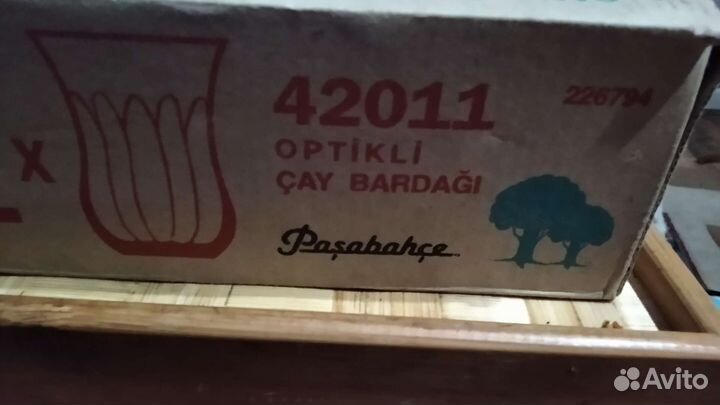 42011
226794
OPTİKLİ
X
ÇAY BARDAĞI
Paşabahçe
Avito